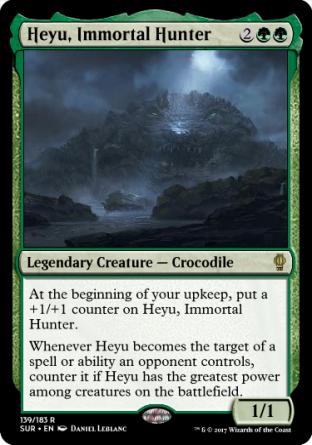 Heyu, Immortal Hunter 2
Legendary Creature — Crocodile
At the beginning of your upkeep, put a
+1/+1 counter on Heyu, Immortal
Hunter.
Whenever Heyu becomes the target of a
spell or ability an opponent controls,
counter it if Heyu has the greatest power
among creatures on the battlefield.
1/1
139/183 R
SUR • EN Daniel Leblanc
™ & © 2017 Wizards of the Coast